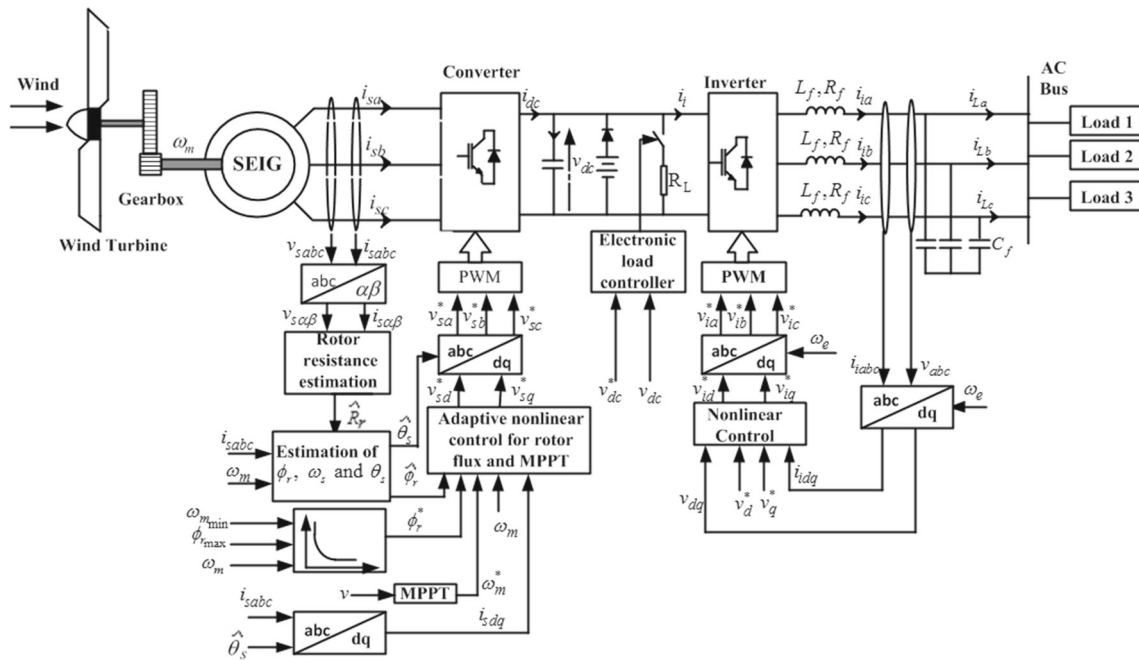 Wind
Wind Turbine
Gearbox
ω_m
SEIG
i_sa
i_sb
i_sc
Converter
i_dc
v_dc
R_L
i_i
Inverter
L_f, R_f
i_ia
L_f, R_f
i_ib
L_f, R_f
i_ic
i_La
i_Lb
i_Lc
C_f
AC
Bus
Load 1
Load 2
Load 3
v_sabc
i_sabc
abc
αβ
v_sαβ
i_sαβ
Rotor
resistance
estimation
R̂_r
i_sabc
ω_m
Estimation of
ϕ_r, ω_s and θ_s
θ̂_s
ϕ̂_r
PWM
v*_sa
v*_sb
v*_sc
abc
dq
v*_sd
v*_sq
Adaptive nonlinear
control for rotor
flux and MPPT
ω_m min
ϕ_r max
ω_m
ϕ*_r
ω_m
v
MPPT
ω*_m
i_sabc
θ̂_s
abc
dq
i_sdq
Electronic
load
controller
v*_dc
v_dc
PWM
v*_ia
v*_ib
v*_ic
abc
dq
ω_e
v*_id
v*_iq
Nonlinear
Control
v_dq
v*_d
v*_q
i_idq
i_iabc
v_abc
abc
dq
ω_e